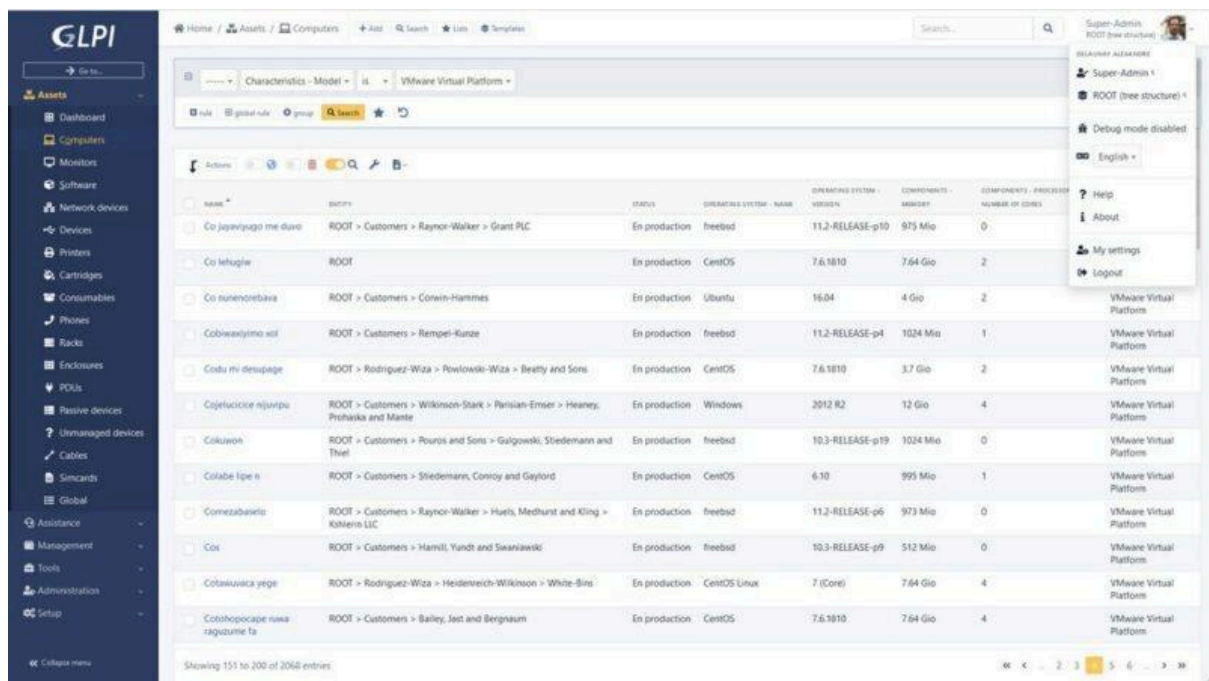 GLPI
Home / Assets / Computers + Add Search Lists Templates
Search...
Super-Admin
ROOT (tree structure)
Go to...
Assets
Dashboard
Computers
Monitors
Software
Network devices
Devices
Printers
Cartridges
Consumables
Phones
Racks
Enclosures
PDUs
Passive devices
Unmanaged devices
Cables
Simcards
Global
Assistance
Management
Tools
Administration
Setup
Collapse menu
----- Characteristics - Model is VMware Virtual Platform
rule global rule group Search
Actions
DELAUNAY ALEXANDRE
Super-Admin
ROOT (tree structure)
Debug mode disabled
English
Help
About
My settings
Logout
NAME ENTITY STATUS OPERATING SYSTEM - NAME OPERATING SYSTEM - VERSION COMPONENTS - MEMORY COMPONENTS - PROCESSOR NUMBER OF CORES
Co juyaviyugo me duvo ROOT > Customers > Raynor-Walker > Grant PLC En production freebsd 11.2-RELEASE-p10 975 Mio 0
Co lehugiw ROOT En production CentOS 7.6.1810 7.64 Gio 2
Co nunenorebava ROOT > Customers > Corwin-Hammes En production Ubuntu 16.04 4 Gio 2 VMware Virtual
Platform
Cobiwaxiyimo xol ROOT > Customers > Rempel-Kunze En production freebsd 11.2-RELEASE-p4 1024 Mio 1 VMware Virtual
Platform
Codu mi desupage ROOT > Rodriguez-Wiza > Powlowski-Wiza > Beatty and Sons En production CentOS 7.6.1810 3.7 Gio 2 VMware Virtual
Platform
Cojelucicice nijuvipu ROOT > Customers > Wilkinson-Stark > Parisian-Emser > Heaney, En production Windows 2012 R2 12 Gio 4 VMware Virtual
Prohaska and Mante Platform
Cokuwon ROOT > Customers > Pouros and Sons > Gulgowski, Stiedemann and En production freebsd 10.3-RELEASE-p19 1024 Mio 0 VMware Virtual
Thiel Platform
Colabe lipe n ROOT > Customers > Stiedemann, Conroy and Gaylord En production CentOS 6.10 995 Mio 1 VMware Virtual
Platform
Comezabaselo ROOT > Customers > Raynor-Walker > Huels, Medhurst and Kling > En production freebsd 11.2-RELEASE-p6 973 Mio 0 VMware Virtual
Kshlerin LLC Platform
Cos ROOT > Customers > Hamill, Yundt and Swaniawski En production freebsd 10.3-RELEASE-p9 512 Mio 0 VMware Virtual
Platform
Cotawuvaca yege ROOT > Rodriguez-Wiza > Heidenreich-Wilkinson > White-Bins En production CentOS Linux 7 (Core) 7.64 Gio 4 VMware Virtual
Platform
Cotohopocape ruwa ROOT > Customers > Bailey, Jast and Bergnaum En production CentOS 7.6.1810 7.64 Gio 4 VMware Virtual
raguzume fa Platform
Showing 151 to 200 of 2068 entries
... 2 3 4 5 6 ...